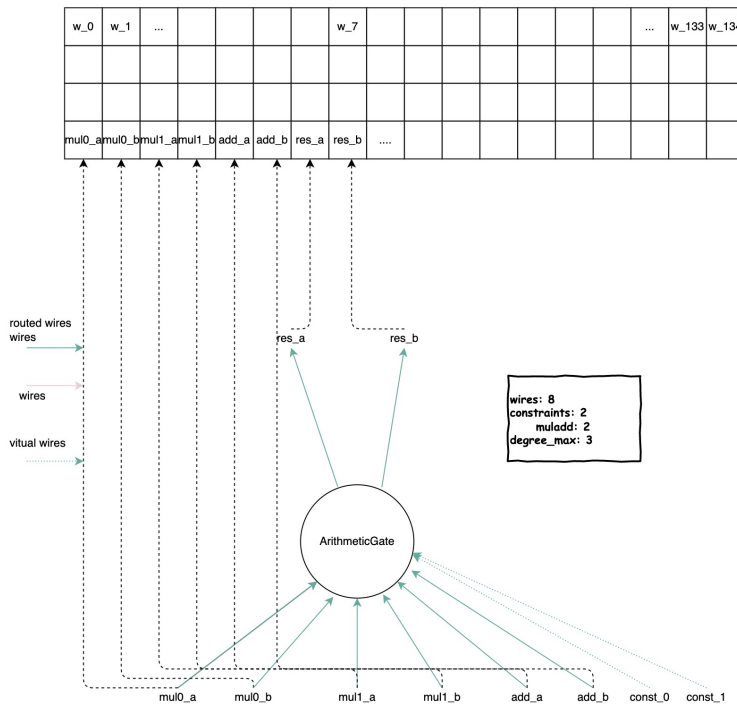 w_0 w_1 ... w_7 ... w_133 w_134
mul0_a mul0_b mul1_a mul1_b add_a add_b res_a res_b ....
routed wires
wires
res_a res_b
wires
vitual wires
wires: 8
constraints: 2
muladd: 2
degree_max: 3
ArithmeticGate
mul0_a mul0_b mul1_a mul1_b add_a add_b const_0 const_1